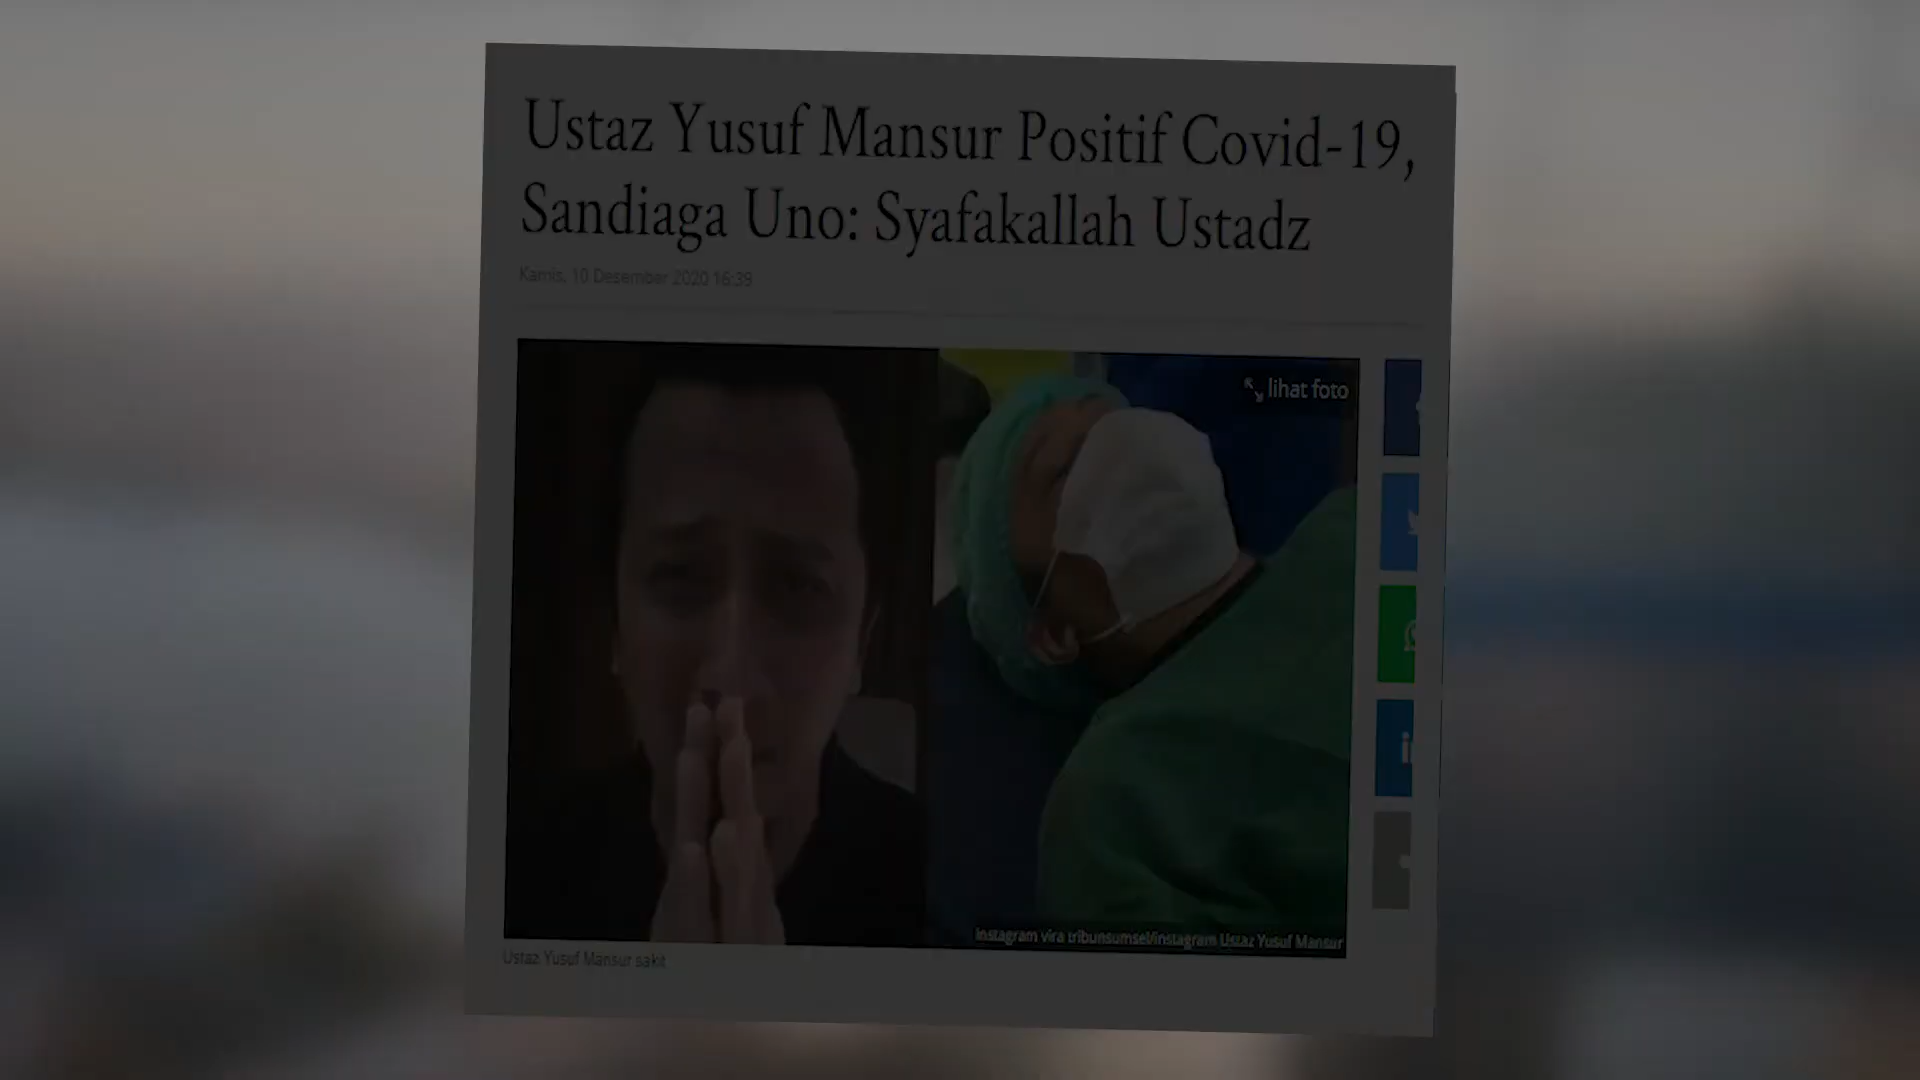 Ustaz Yusuf Mansur Positif Covid-19,
Sandiaga Uno: Syafakallah Ustadz
Kamis, 10 Desember 2020 16:39
lihat foto
instagram vira tribunsumsel/instagram Ustaz Yusuf Mansur
Ustaz Yusuf Mansur sakit